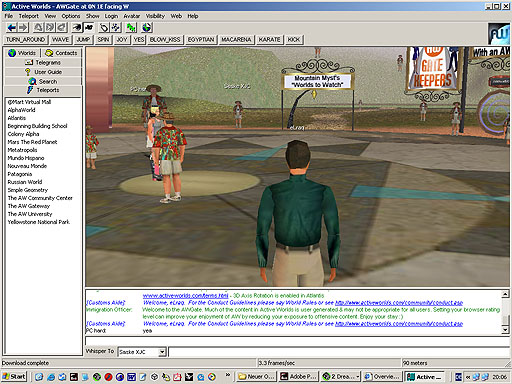 Active Worlds - AWGate at 0N 1E facing W
File Teleport View Options Show Login Avatar Visibility Web Help
TURN_AROUND WAVE JUMP SPIN JOY YES BLOW_KISS EGYPTIAN MACARENA KARATE KICK
Worlds Contacts
Telegrams
User Guide
Search
Teleports
@Mart Virtual Mall
AlphaWorld
Atlantis
Beginning Building School
Colony Alpha
Mars The Red Planet
Metatropolis
Mundo Hispano
Nouveau Monde
Patagonia
Russian World
Simple Geometry
The AW Community Center
The AW Gateway
The AW University
Yellowstone National Park
PC hard
Saske XJC
eLraq
Mountain Myst's
"Worlds to Watch"
GATE
KEEPERS
With an AW
AW
www.activeworlds.com/terms.html - 3D Axis Rotation is enabled in Atlantis
[Customs Aide]: Welcome, eLraq. For the Conduct Guidelines please say World Rules or see http://www.activeworlds.com/community/conduct.asp
Immigration Officer: Welcome to the AWGate. Much of the content in Active Worlds is user generated & may not be appropriate for all users. Setting your browser rating
level can improve your enjoyment of AW by reducing your exposure to offensive content. Enjoy your stay :)
[Customs Aide]: Welcome, eLraq. For the Conduct Guidelines please say World Rules or see http://www.activeworlds.com/community/conduct.asp
PC hard: yea
Whisper To Saske XJC
Download complete 3.3 frames/sec 90 meters
Start Neuer O... Adobe P... 2 Drea... Overvie... Active ... 20:06